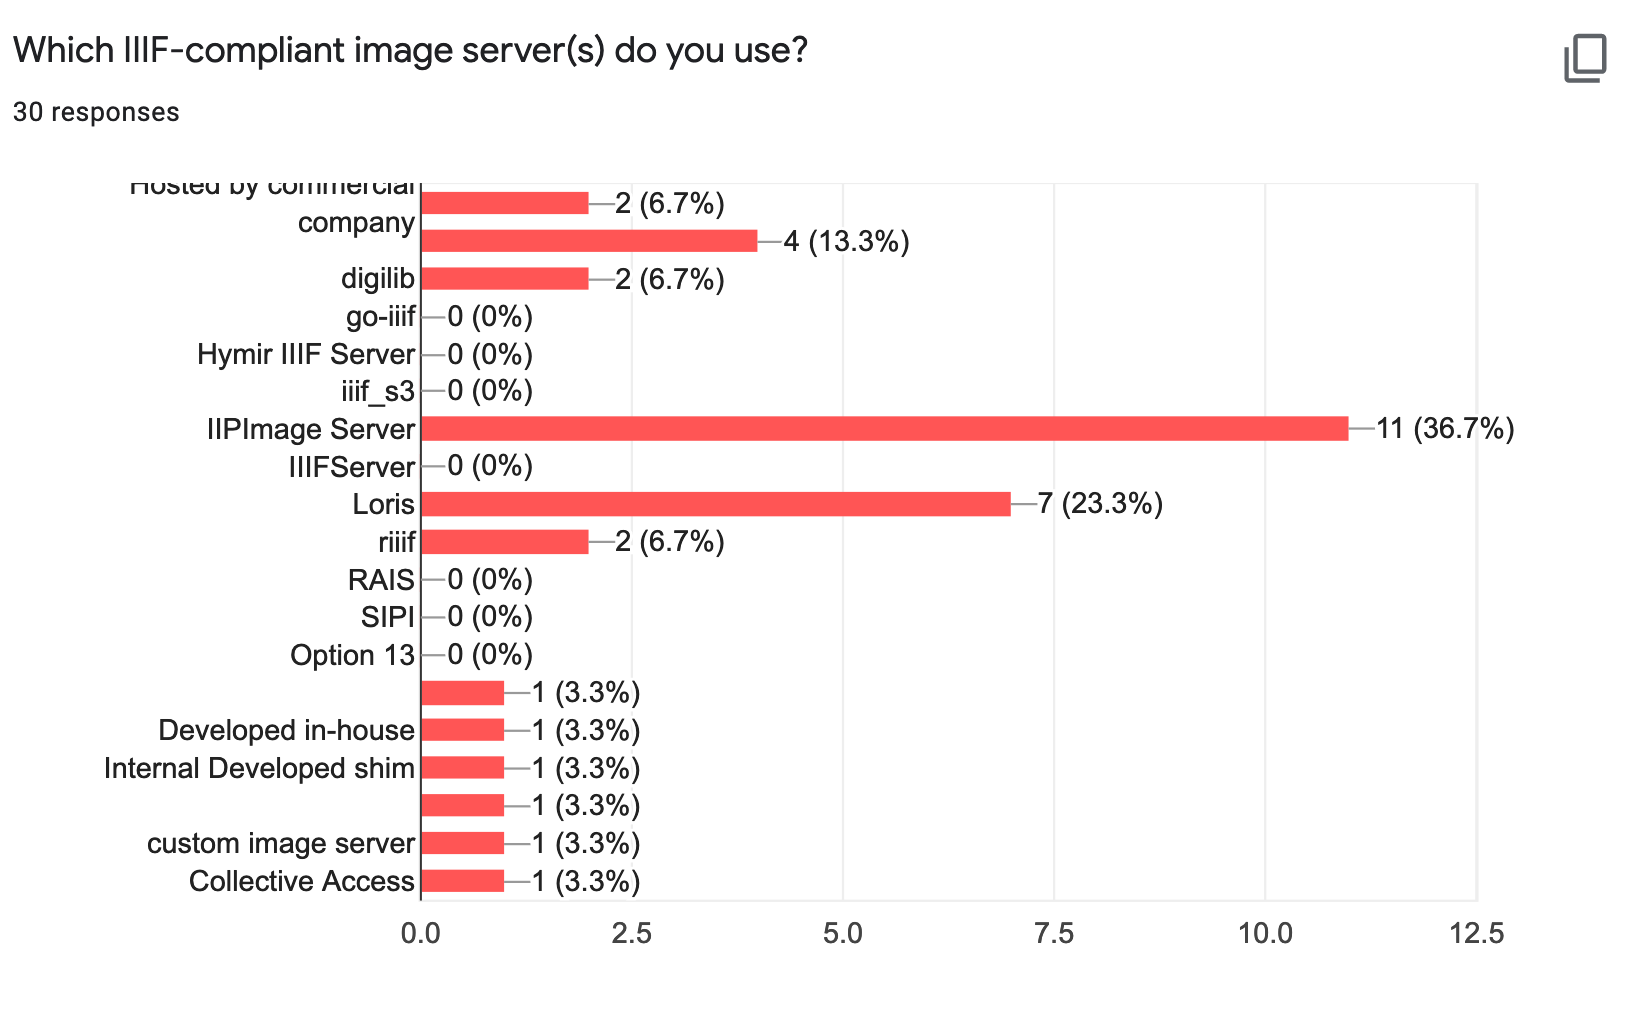 Which IIIF-compliant image server(s) do you use?
30 responses
Hosted by commercial
company
2 (6.7%)
4 (13.3%)
digilib 2 (6.7%)
go-iiif 0 (0%)
Hymir IIIF Server 0 (0%)
iiif_s3 0 (0%)
IIPImage Server 11 (36.7%)
IIIFServer 0 (0%)
Loris 7 (23.3%)
riiif 2 (6.7%)
RAIS 0 (0%)
SIPI 0 (0%)
Option 13 0 (0%)
1 (3.3%)
Developed in-house 1 (3.3%)
Internal Developed shim 1 (3.3%)
1 (3.3%)
custom image server 1 (3.3%)
Collective Access 1 (3.3%)
0.0 2.5 5.0 7.5 10.0 12.5